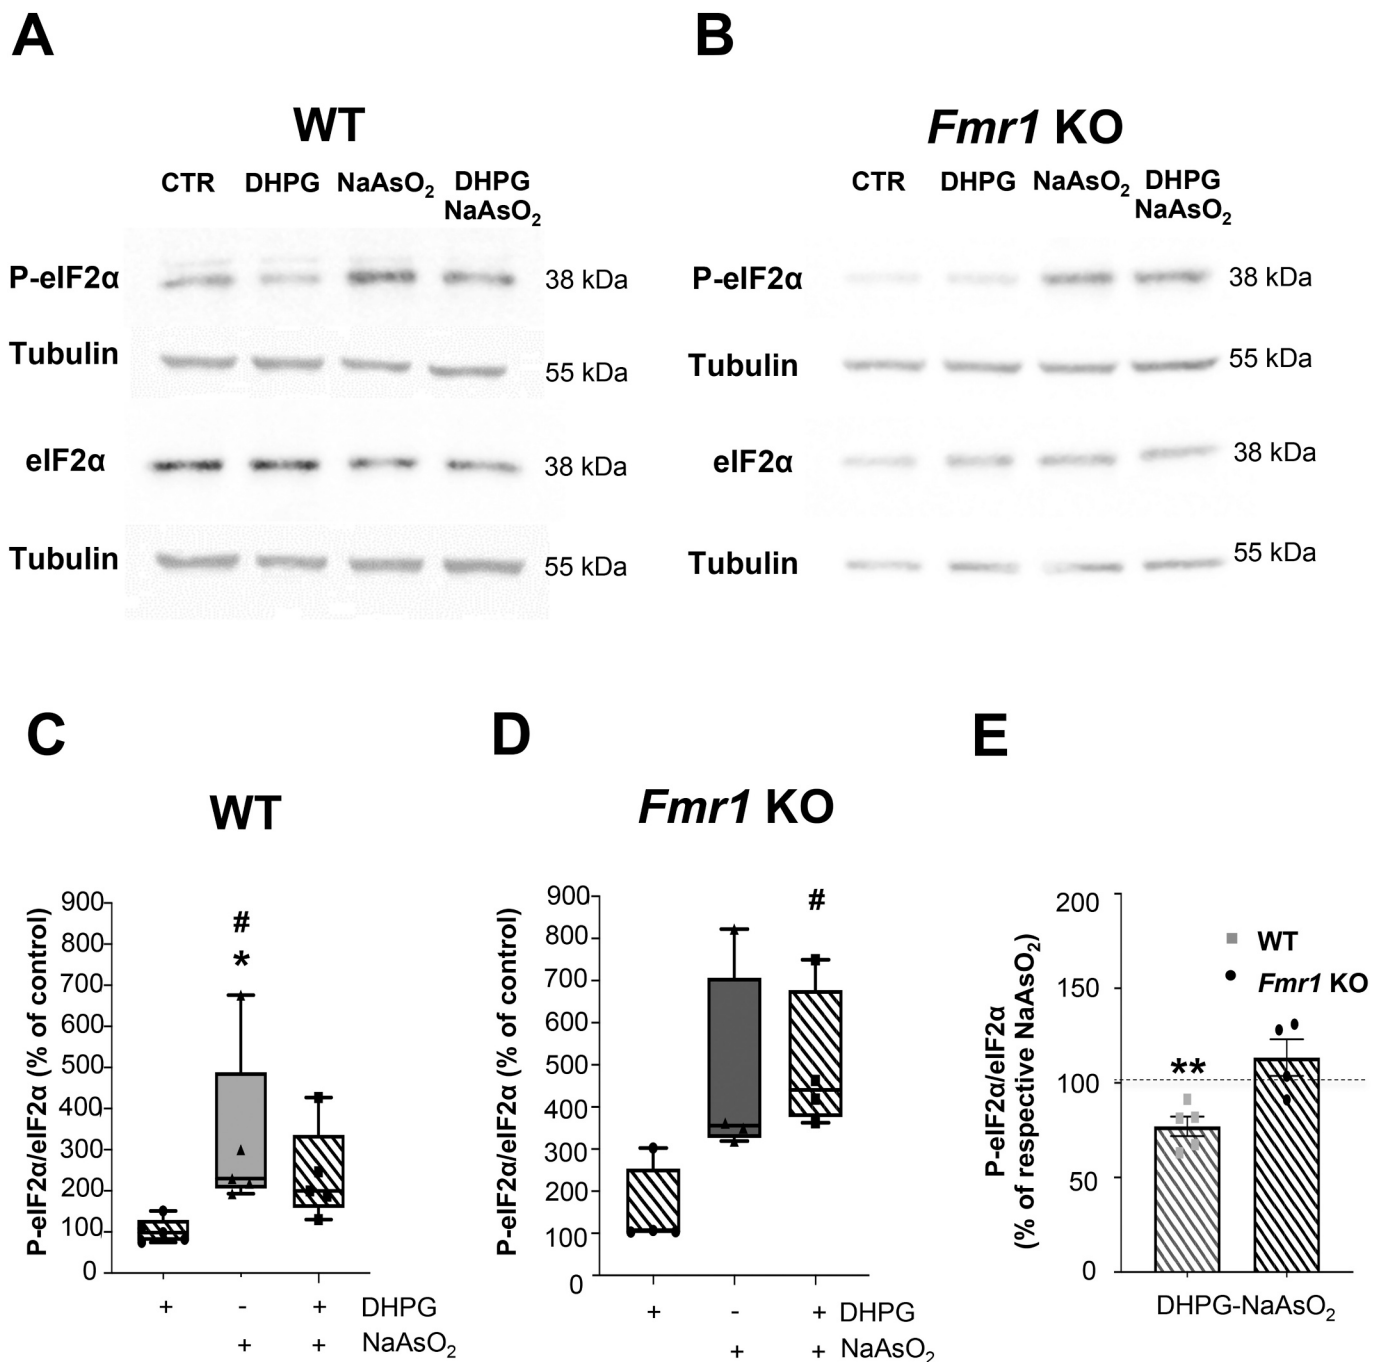 A
B
WT
Fmr1 KO
CTR DHPG NaAsO₂ DHPG
NaAsO₂
CTR DHPG NaAsO₂ DHPG
NaAsO₂
P-eIF2α 38 kDa
Tubulin 55 kDa
eIF2α 38 kDa
Tubulin 55 kDa
P-eIF2α 38 kDa
Tubulin 55 kDa
eIF2α 38 kDa
Tubulin 55 kDa
C
WT
P-eIF2α/eIF2α (% of control)
900
800
700
600
500
400
300
200
100
0
#
*
+ - + DHPG
+ + NaAsO₂
D
Fmr1 KO
P-eIF2α/eIF2α (% of control)
900
800
700
600
500
400
300
200
100
0
#
+ - + DHPG
+ + NaAsO₂
E
P-eIF2α/eIF2α
(% of respective NaAsO₂)
200
150
100
50
0
WT
Fmr1 KO
**
DHPG-NaAsO₂